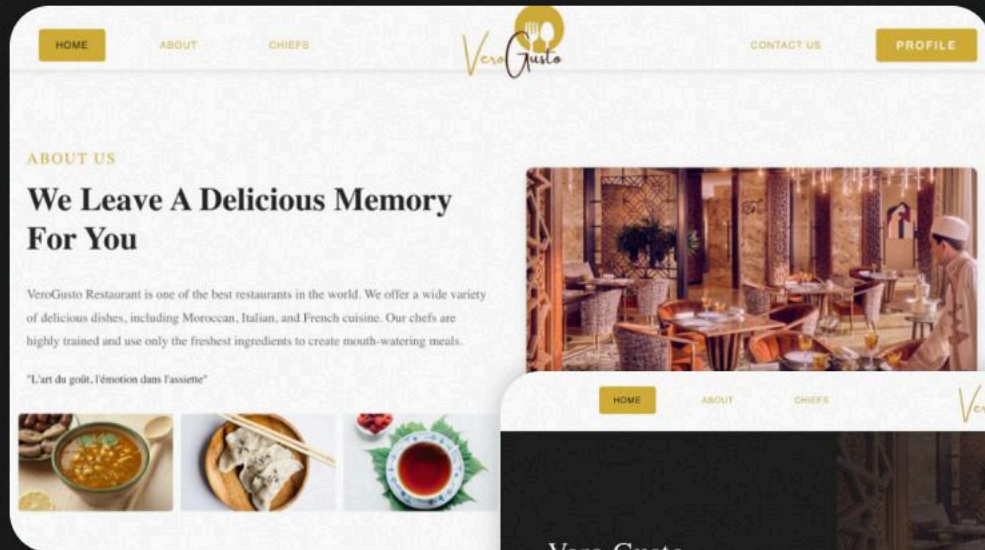 HOME ABOUT CHIEFS VeroGusto CONTACT US PROFILE
ABOUT US
We Leave A Delicious Memory
For You
VeroGusto Restaurant is one of the best restaurants in the world. We offer a wide variety
of delicious dishes, including Moroccan, Italian, and French cuisine. Our chefs are
highly trained and use only the freshest ingredients to create mouth-watering meals.
"L'art du goût, l'émotion dans l'assiette"
HOME ABOUT CHIEFS Ver
Vero Gusto